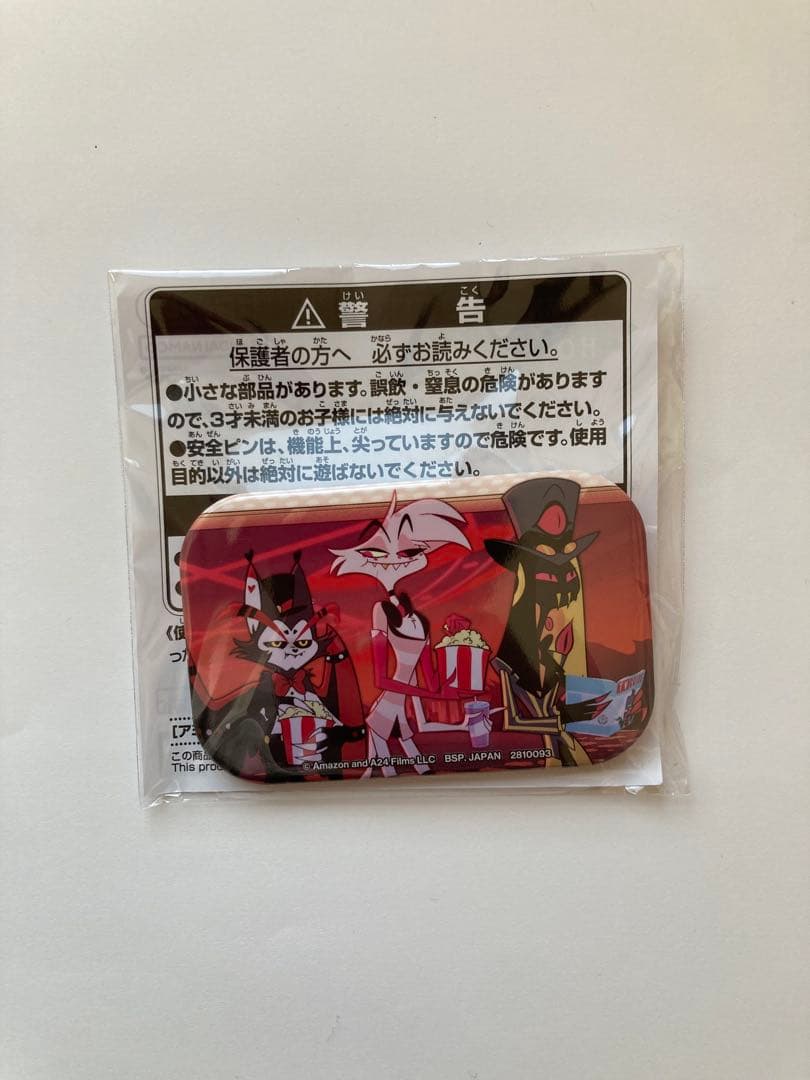 警告
保護者の方へ 必ずお読みください。
●小さな部品があります。誤飲・窒息の危険があります
ので、3才未満のお子様には絶対に与えないでください。
●安全ピンは、機能上、尖っていますので危険です。使用
目的以外は絶対に遊ばないでください。
《使
った
[アミ
この商品
This prod
© Amazon and A24 Films LLC BSP, JAPAN 2810093